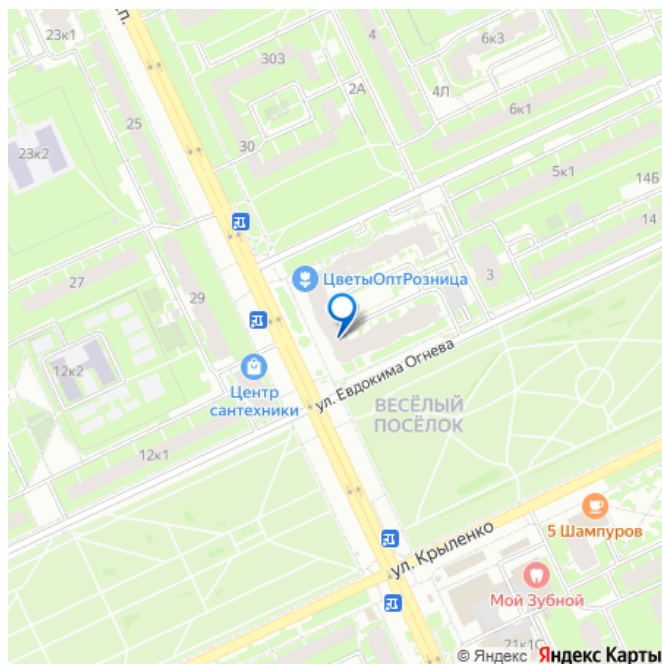 23к1
.п.
303
4
6к3
2А
4Л
25
6к1
23к2
30
5к1
14Б
14
27
ЦветыОптРозница
3
29
12к2
Центр
сантехники
ул. Евдокима Огнева
ВЕСЁЛЫЙ
ПОСЁЛОК
12к1
5 Шампуров
ул. Крыленко
Мой Зубной
21к1С
© Яндекс Яндекс Карты